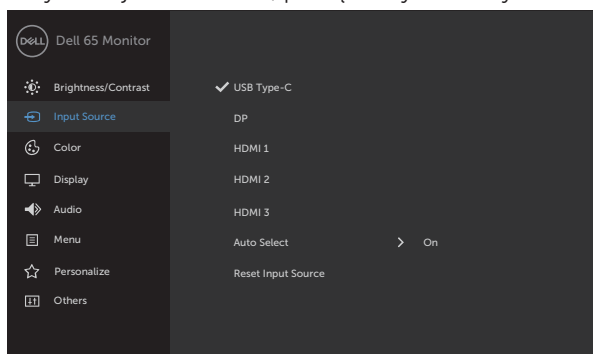 DELL Dell 65 Monitor
Brightness/Contrast
USB Type-C
Input Source
DP
Color
HDMI 1
Display
HDMI 2
Audio
HDMI 3
Menu
Auto Select > On
Personalize
Reset Input Source
Others